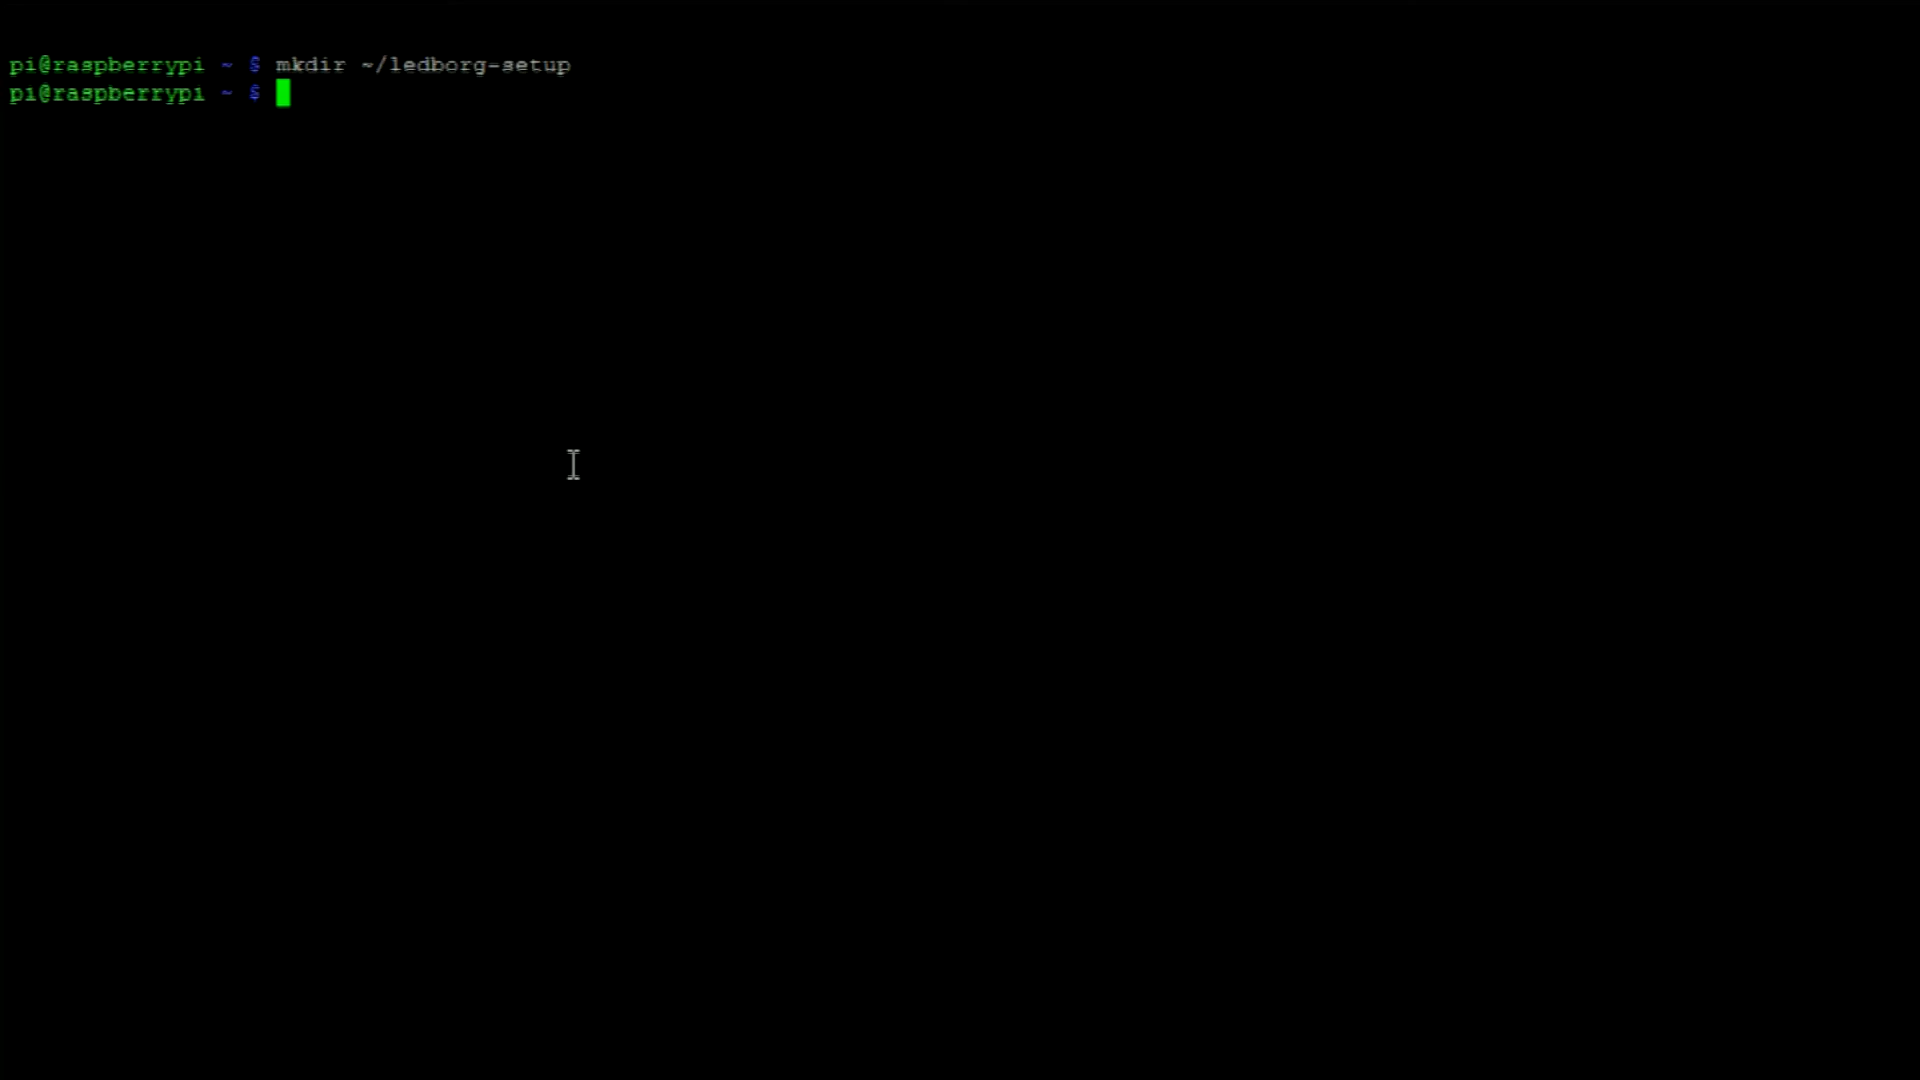 pi@raspberrypi ~ $ mkdir ~/ledborg-setup
pi@raspberrypi ~ $